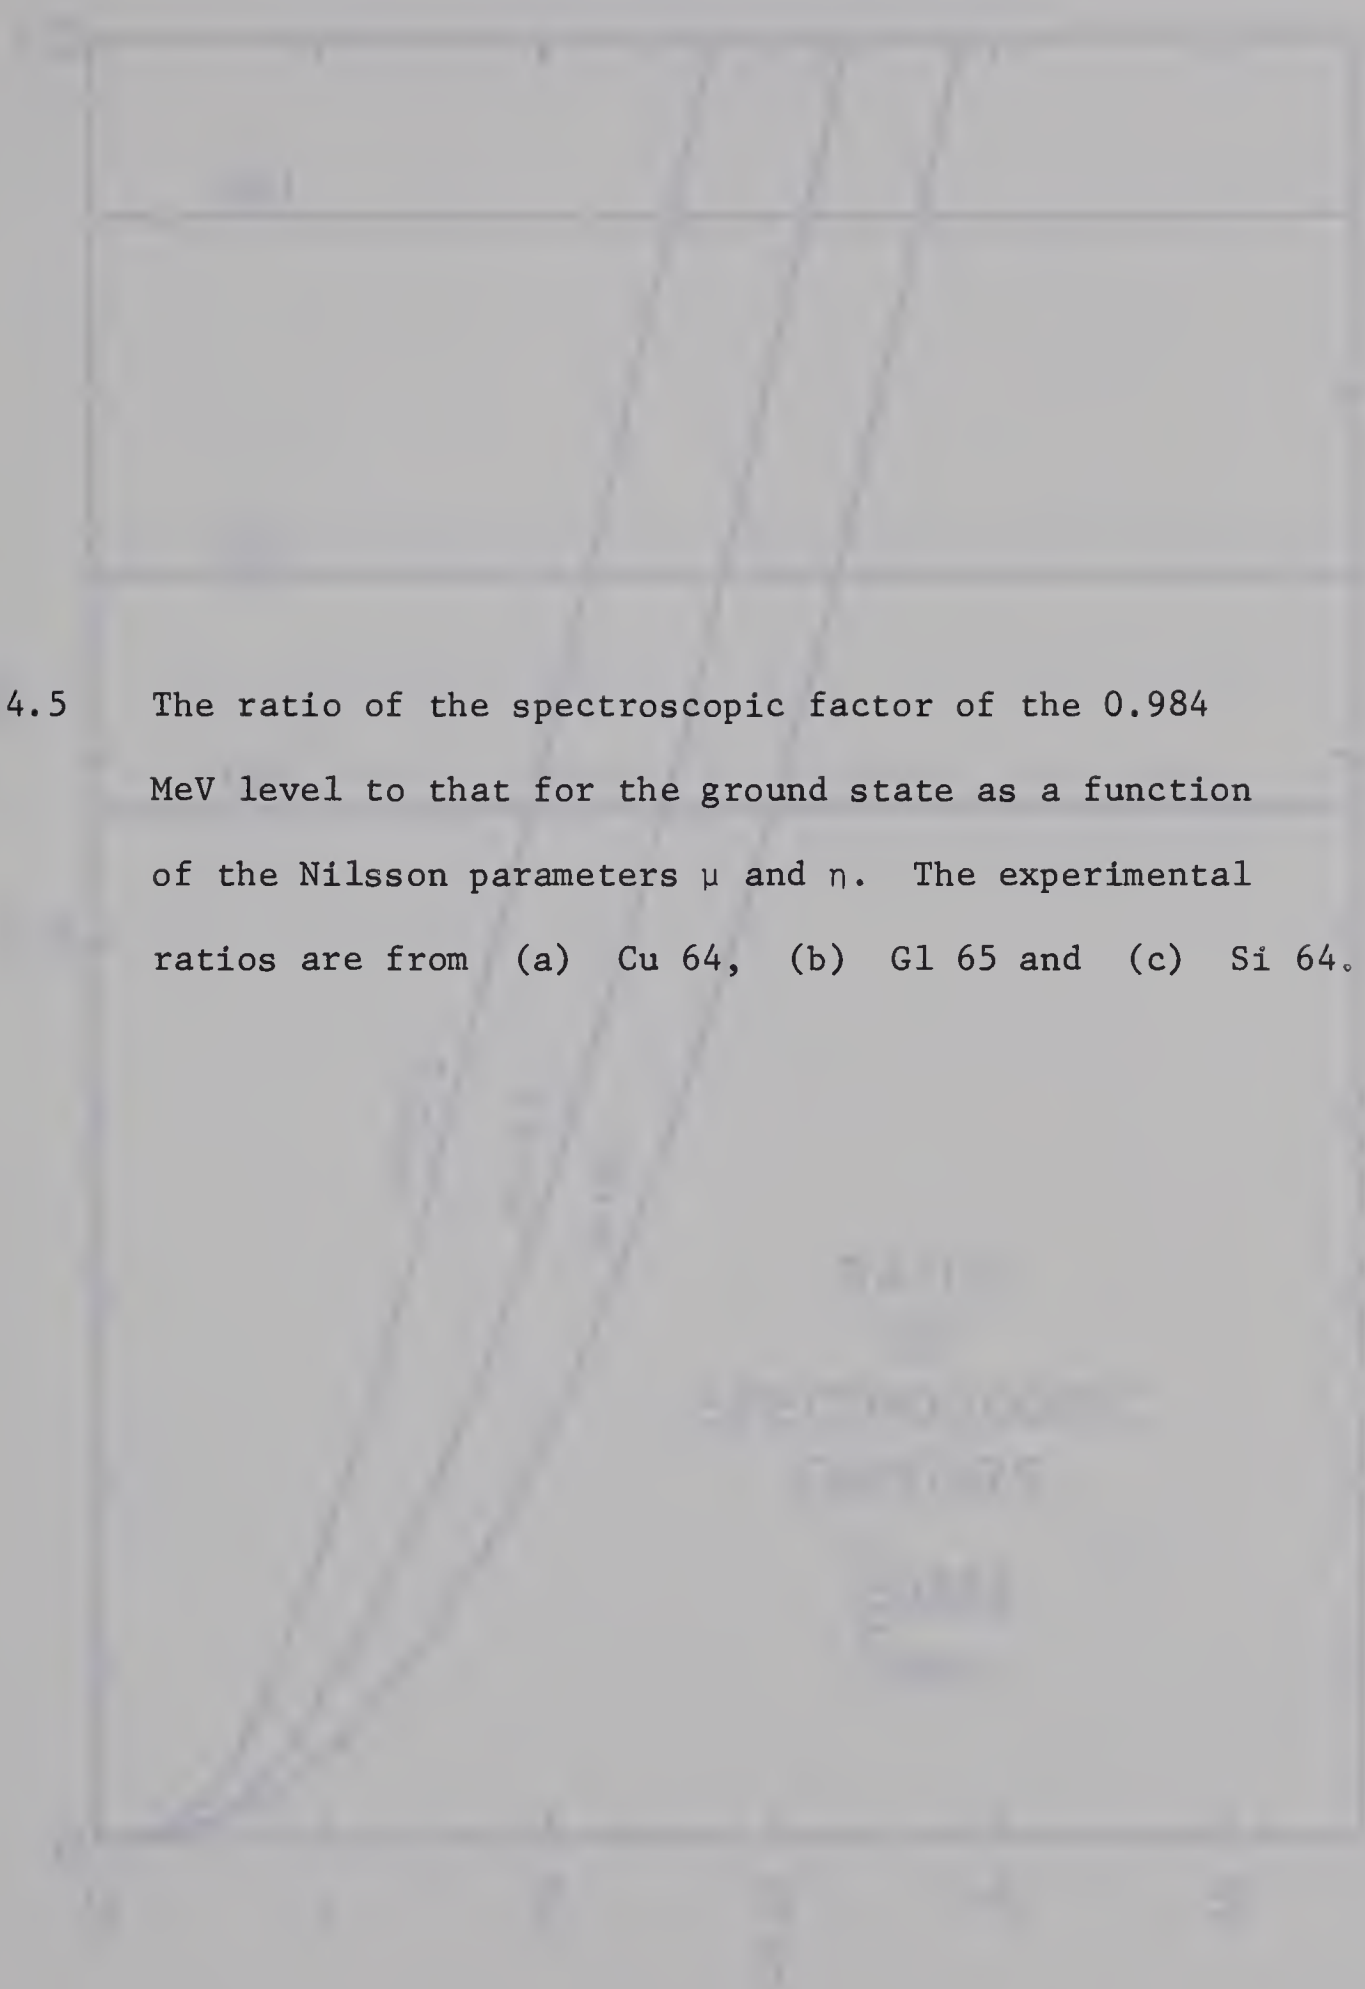 4.5 The ratio of the spectroscopic factor of the 0.984
MeV level to that for the ground state as a function
of the Nilsson parameters μ and η. The experimental
ratios are from (a) Cu 64, (b) Gl 65 and (c) Si 64.